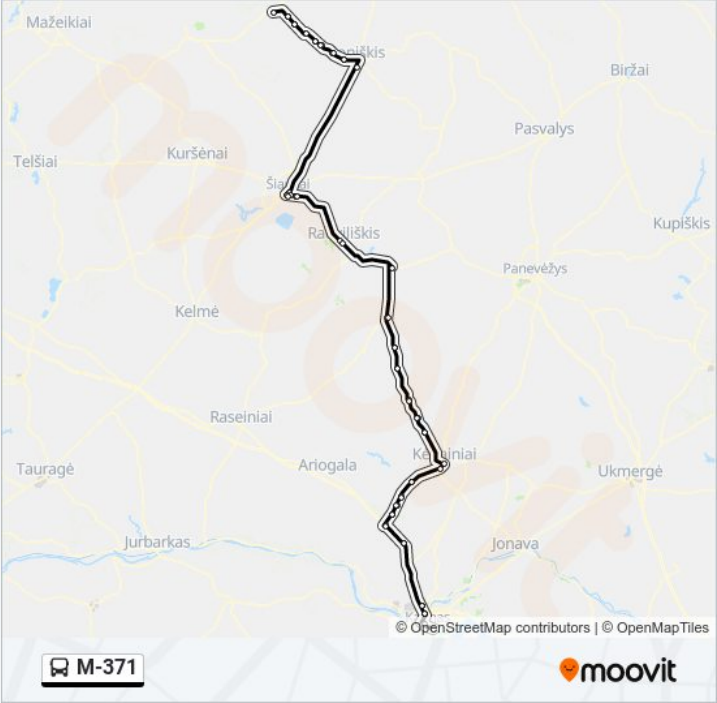 Mažeikiai
Biržai
Pasvalys
Kuršėnai
Telšiai
Kupiškis
Panevėžys
Kelmė
Raseiniai
Ariogala
Tauragė
Ukmergė
Jurbarkas
Jonava
© OpenStreetMap contributors | © OpenMapTiles
M-371
moovit